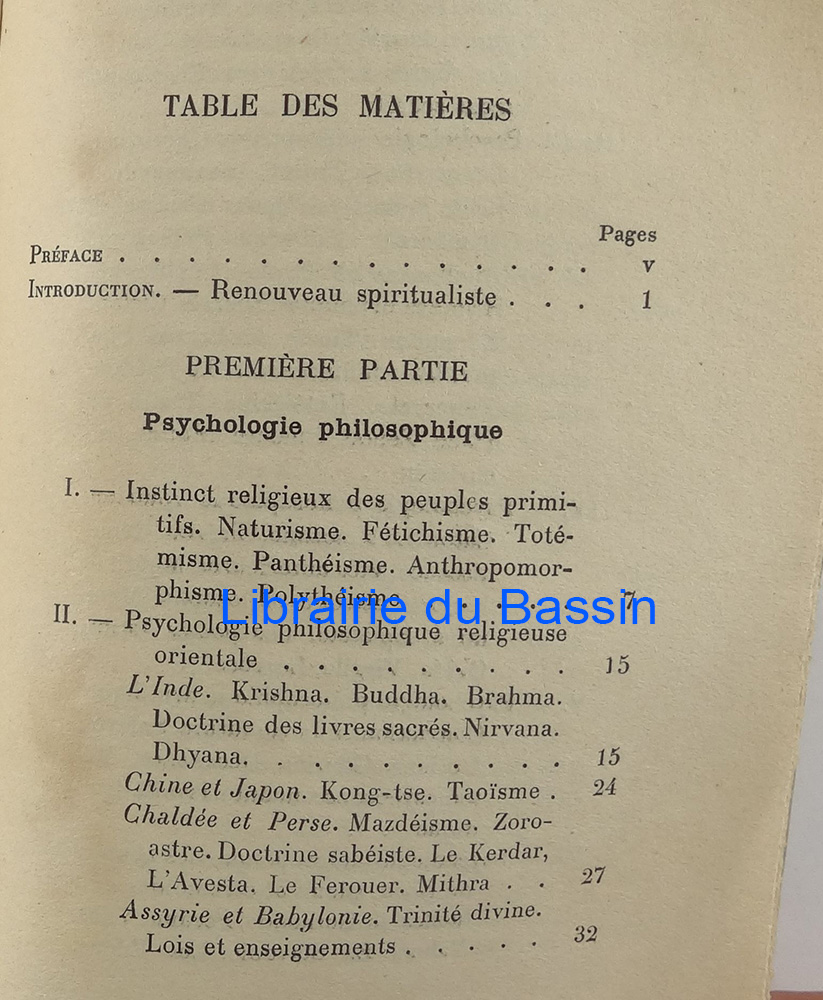 TABLE DES MATIÈRES
Pages
PRÉFACE . . . . . . . . . . . . . . v
INTRODUCTION. — Renouveau spiritualiste . . . 1
PREMIÈRE PARTIE
Psychologie philosophique
I. — Instinct religieux des peuples primi-
tifs. Naturisme. Fétichisme. Toté-
misme. Panthéisme. Anthropomor-
phisme. Polythéisme . . . . . 7
Librairie du Bassin
II. — Psychologie philosophique religieuse
orientale . . . . . . . . . 15
L'Inde. Krishna. Buddha. Brahma.
Doctrine des livres sacrés. Nirvana.
Dhyana. . . . . . . . . . 15
Chine et Japon. Kong-tse. Taoïsme . 24
Chaldée et Perse. Mazdéisme. Zoro-
astre. Doctrine sabéiste. Le Kerdar,
L'Avesta. Le Ferouer. Mithra . . 27
Assyrie et Babylonie. Trinité divine.
Lois et enseignements . . . . . 32